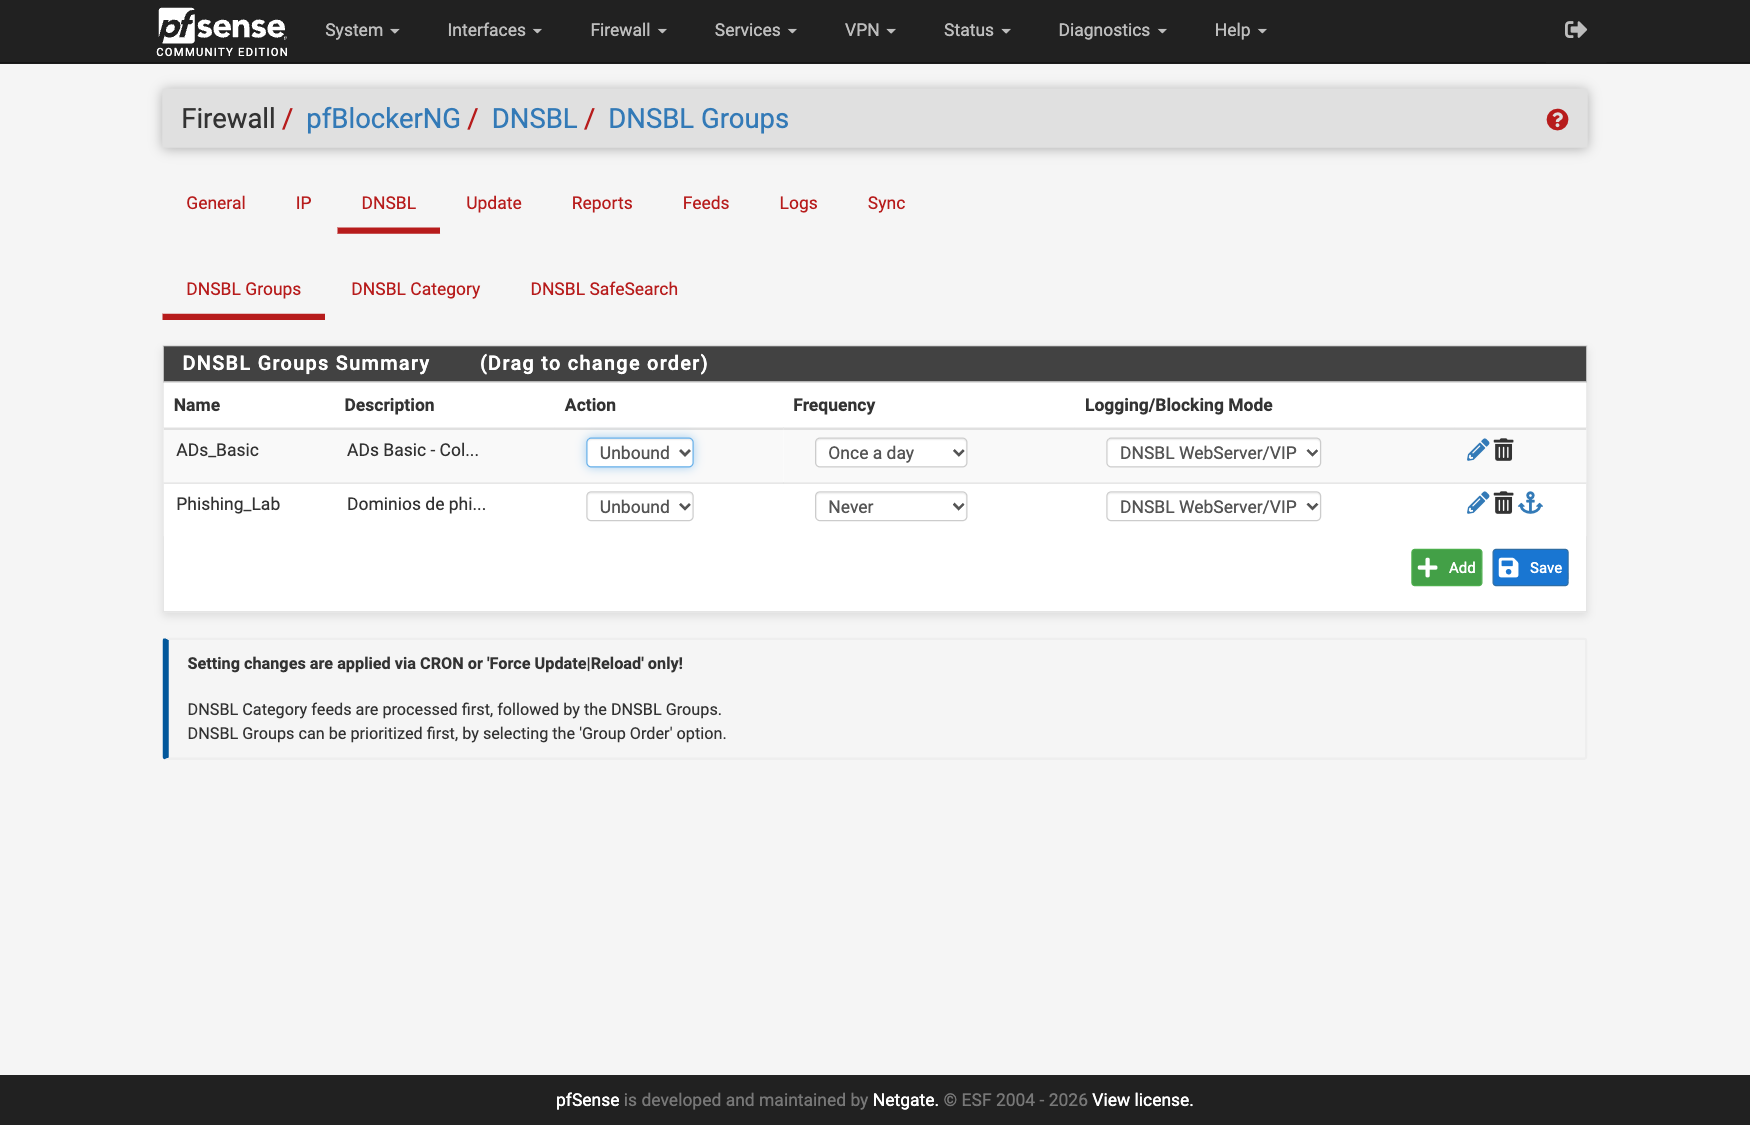 pfsense
COMMUNITY EDITION
System
Interfaces
Firewall
Services
VPN
Status
Diagnostics
Help
Firewall / pfBlockerNG / DNSBL / DNSBL Groups
?
General
IP
DNSBL
Update
Reports
Feeds
Logs
Sync
DNSBL Groups
DNSBL Category
DNSBL SafeSearch
DNSBL Groups Summary (Drag to change order)
Name Description Action Frequency Logging/Blocking Mode
ADs_Basic ADs Basic - Col... Unbound Once a day DNSBL WebServer/VIP
Phishing_Lab Dominios de phi... Unbound Never DNSBL WebServer/VIP
Add
Save
Setting changes are applied via CRON or 'Force Update|Reload' only!
DNSBL Category feeds are processed first, followed by the DNSBL Groups.
DNSBL Groups can be prioritized first, by selecting the 'Group Order' option.
pfSense is developed and maintained by Netgate. © ESF 2004 - 2026 View license.